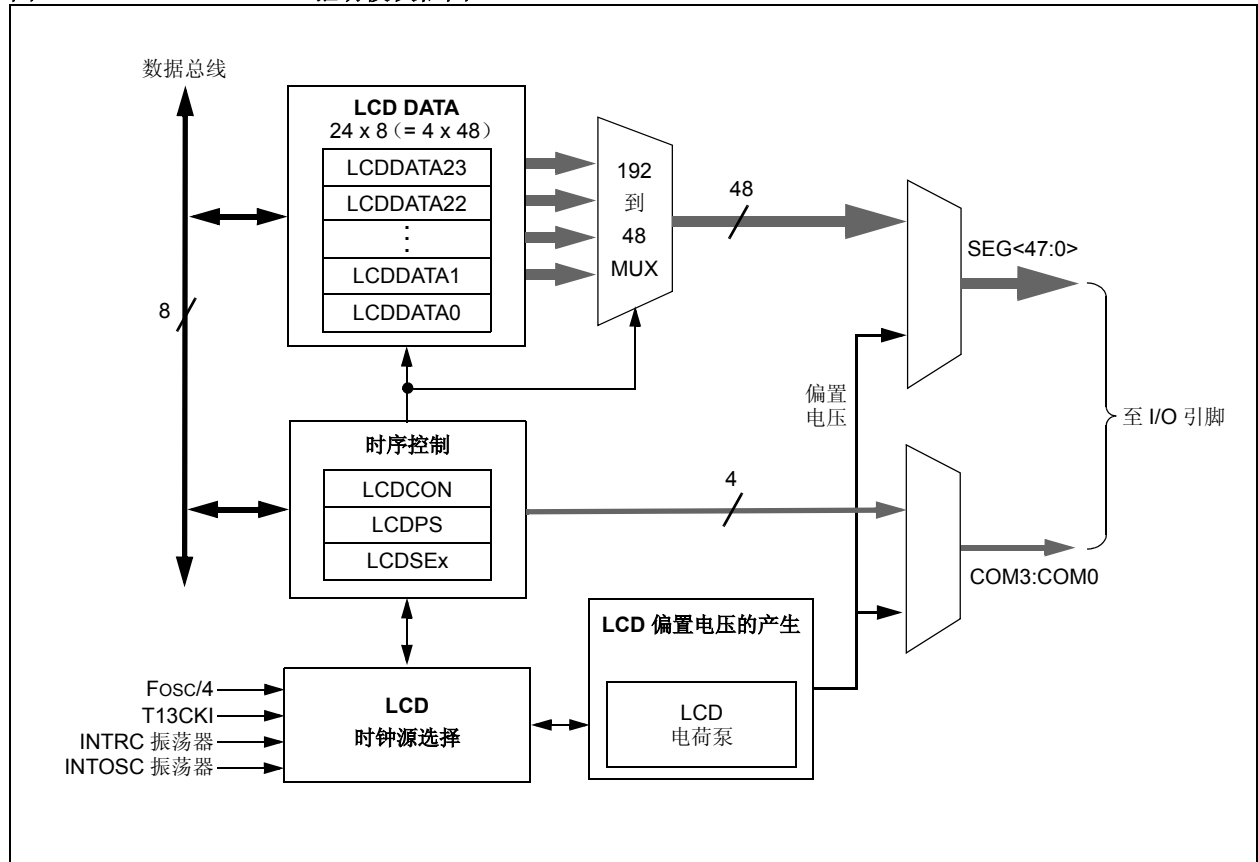 数据总线
LCD DATA
24 x 8（= 4 x 48）
LCDDATA23
LCDDATA22
⋮
LCDDATA1
LCDDATA0
192
到
48
MUX
48
SEG<47:0>
8
偏置
电压
至 I/O 引脚
时序控制
LCDCON
LCDPS
LCDSEx
4
COM3:COM0
LCD 偏置电压的产生
LCD
电荷泵
FOSC/4
T13CKI
INTRC 振荡器
INTOSC 振荡器
LCD
时钟源选择